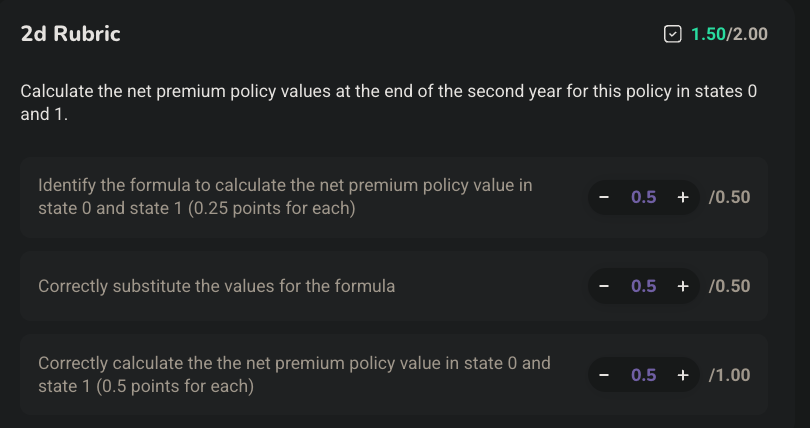 2d Rubric
1.50/2.00
Calculate the net premium policy values at the end of the second year for this policy in states 0
and 1.
Identify the formula to calculate the net premium policy value in
state 0 and state 1 (0.25 points for each)
− 0.5 + /0.50
Correctly substitute the values for the formula
− 0.5 + /0.50
Correctly calculate the the net premium policy value in state 0 and
state 1 (0.5 points for each)
− 0.5 + /1.00